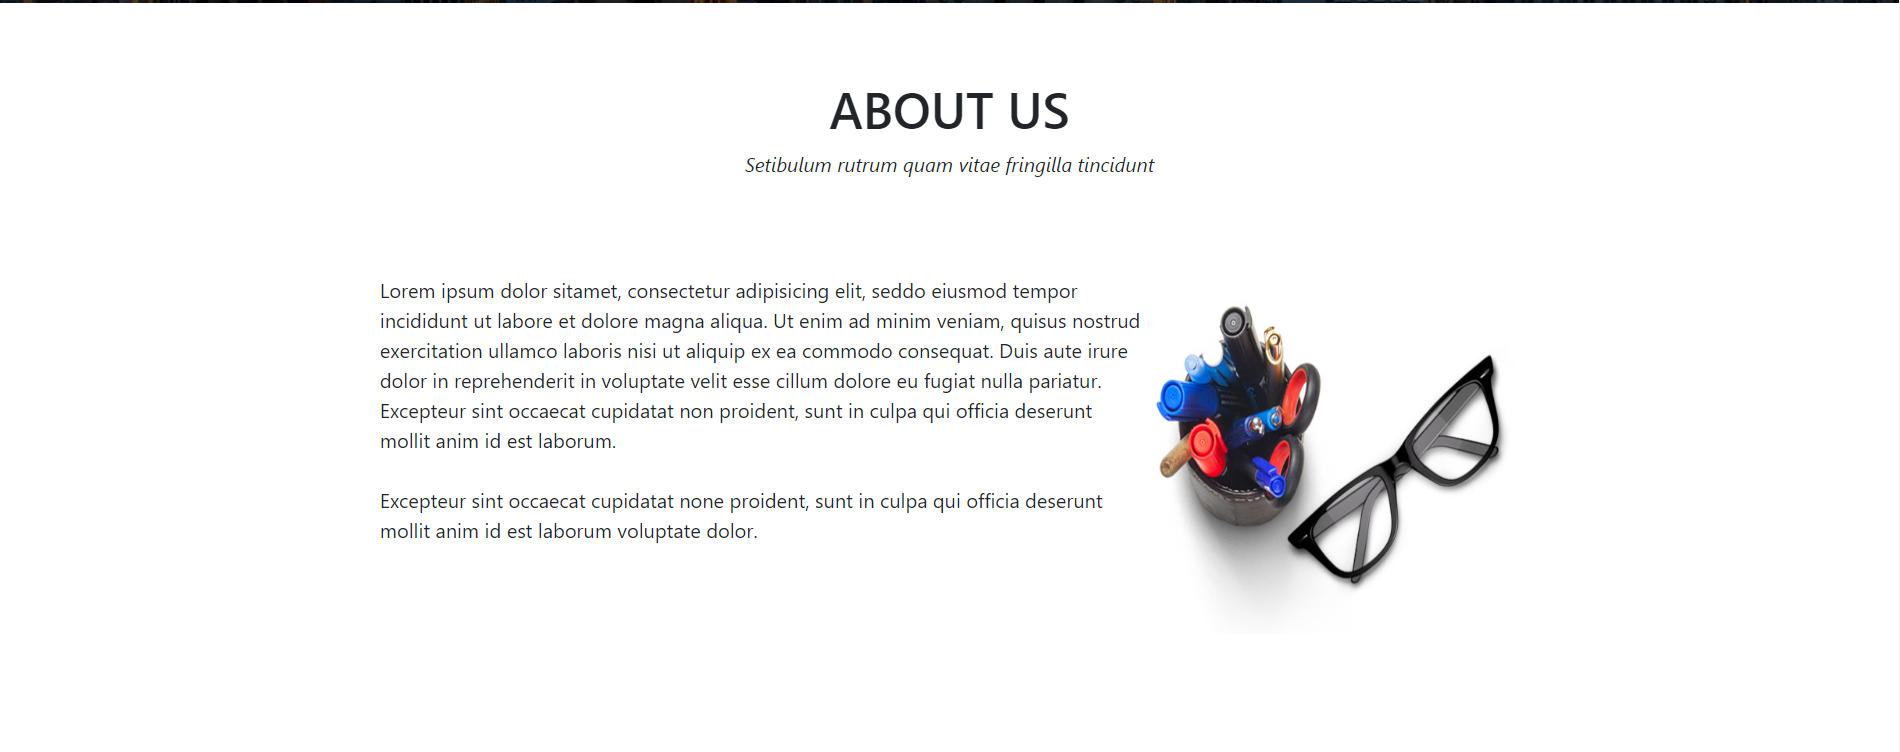 ABOUT US
Setibulum rutrum quam vitae fringilla tincidunt
Lorem ipsum dolor sitamet, consectetur adipisicing elit, seddo eiusmod tempor
incididunt ut labore et dolore magna aliqua. Ut enim ad minim veniam, quisus nostrud
exercitation ullamco laboris nisi ut aliquip ex ea commodo consequat. Duis aute irure
dolor in reprehenderit in voluptate velit esse cillum dolore eu fugiat nulla pariatur.
Excepteur sint occaecat cupidatat non proident, sunt in culpa qui officia deserunt
mollit anim id est laborum.
Excepteur sint occaecat cupidatat none proident, sunt in culpa qui officia deserunt
mollit anim id est laborum voluptate dolor.